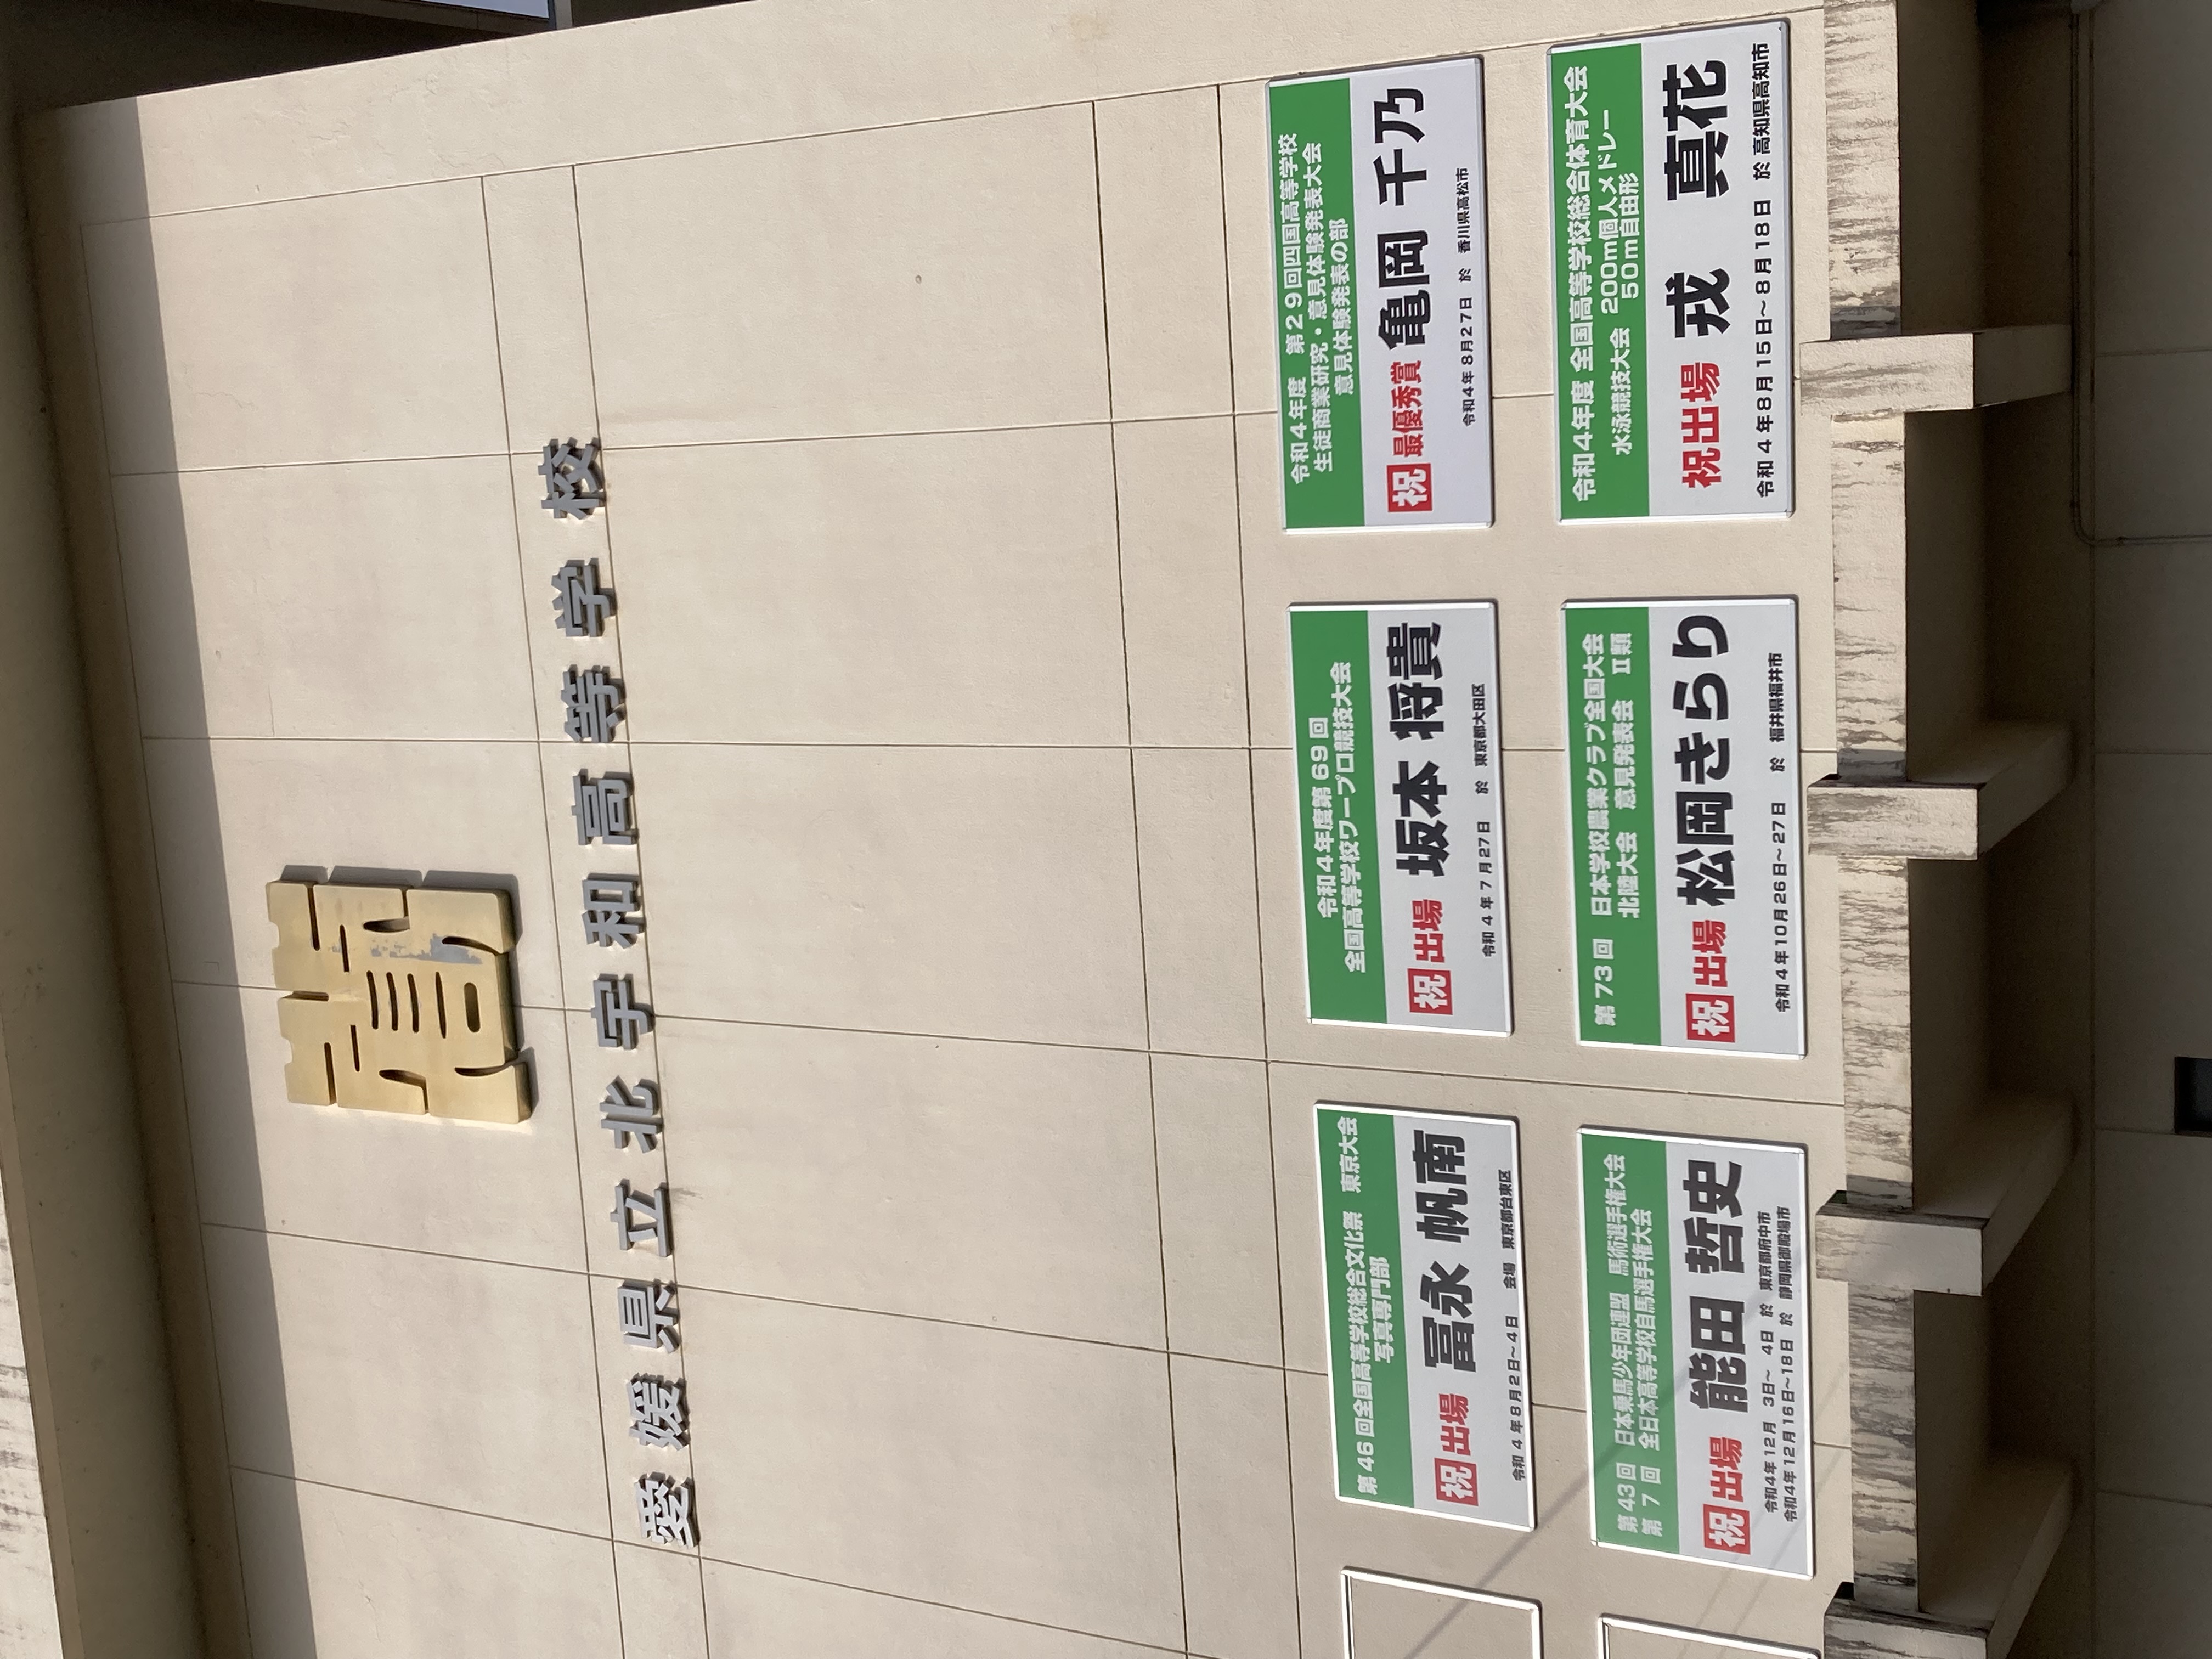 愛媛県立北宇和高等学校
第46回全国高等学校総合文化祭 東京大会
写真専門部
祝 出場 冨永 帆南
令和4年8月2日～4日 会場 東京都台東区
令和4年度第69回
全国高等学校ワープロ競技大会
祝 出場 坂本 将貴
令和4年7月27日 於 東京都大田区
令和4年度 第29回四国高等学校
生徒商業研究・意見体験発表大会
意見体験発表の部
祝 最優秀賞 亀岡 千乃
令和4年8月27日 於 香川県高松市
第43回 日本乗馬少年団連盟 馬術選手権大会
第7回 全日本高等学校自馬選手権大会
祝 出場 能田 哲史
令和4年12月 3日～ 4日 於 東京都府中市
令和4年12月16日～18日 於 静岡県御殿場市
第73回 日本学校農業クラブ全国大会
北陸大会 意見発表会 Ⅱ類
祝 出場 松岡きらり
令和4年10月26日～27日 於 福井県福井市
令和4年度 全国高等学校総合体育大会
水泳競技大会 200m個人メドレー
50m自由形
祝出場 戎 真花
令和4年8月15日～8月18日 於 高知県高知市